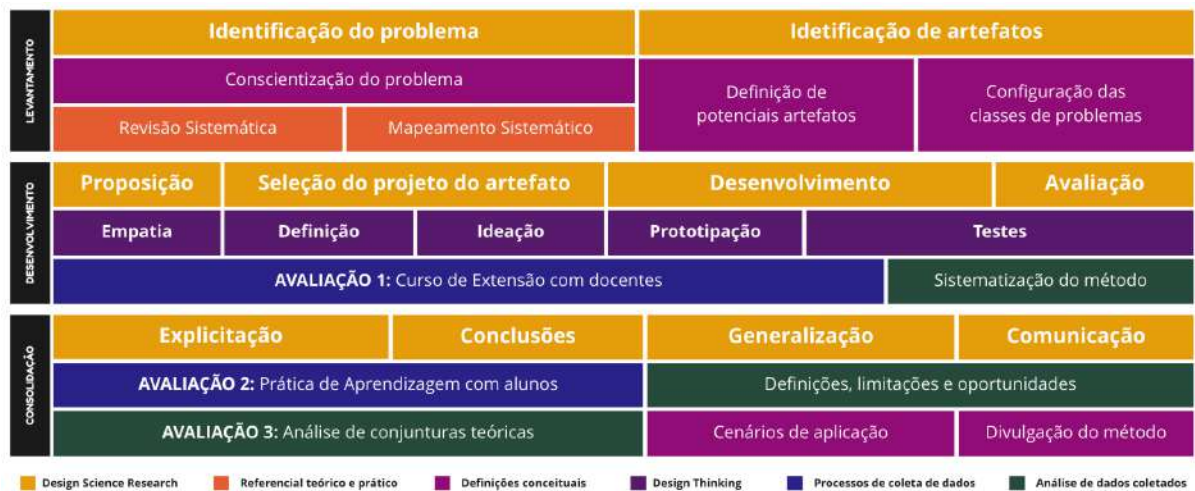 LEVANTAMENTO
Identificação do problema
Idetificação de artefatos
Conscientização do problema
Definição de
potenciais artefatos
Configuração das
classes de problemas
Revisão Sistemática
Mapeamento Sistemático
DESENVOLVIMENTO
Proposição
Seleção do projeto do artefato
Desenvolvimento
Avaliação
Empatia
Definição
Ideação
Prototipação
Testes
AVALIAÇÃO 1: Curso de Extensão com docentes
Sistematização do método
CONSOLIDAÇÃO
Explicitação
Conclusões
Generalização
Comunicação
AVALIAÇÃO 2: Prática de Aprendizagem com alunos
Definições, limitações e oportunidades
AVALIAÇÃO 3: Análise de conjunturas teóricas
Cenários de aplicação
Divulgação do método
Design Science Research
Referencial teórico e prático
Definições conceituais
Design Thinking
Processos de coleta de dados
Análise de dados coletados